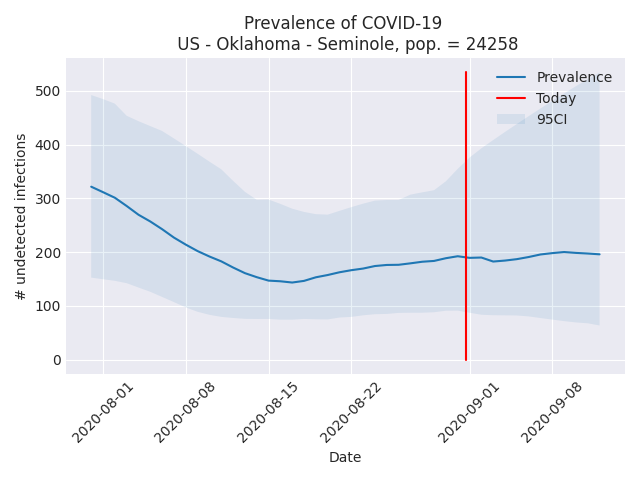 Prevalence of COVID-19
US - Oklahoma - Seminole, pop. = 24258
Prevalence
Today
95CI
# undetected infections
500
400
300
200
100
0
2020-08-01
2020-08-08
2020-08-15
2020-08-22
2020-09-01
2020-09-08
Date